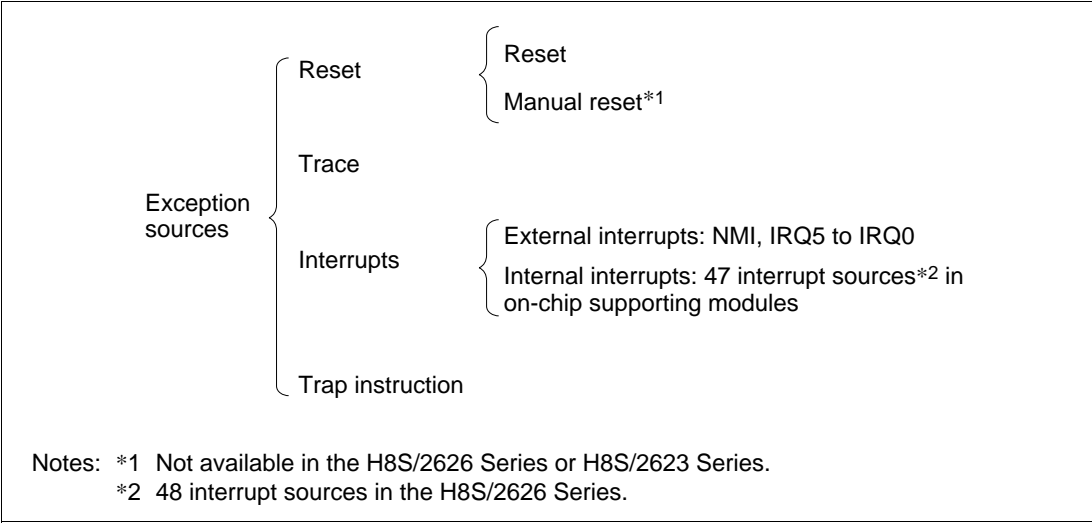 Exception
sources
Reset
Reset
Manual reset*1
Trace
Interrupts
External interrupts: NMI, IRQ5 to IRQ0
Internal interrupts: 47 interrupt sources*2 in
on-chip supporting modules
Trap instruction
Notes: *1 Not available in the H8S/2626 Series or H8S/2623 Series.
*2 48 interrupt sources in the H8S/2626 Series.